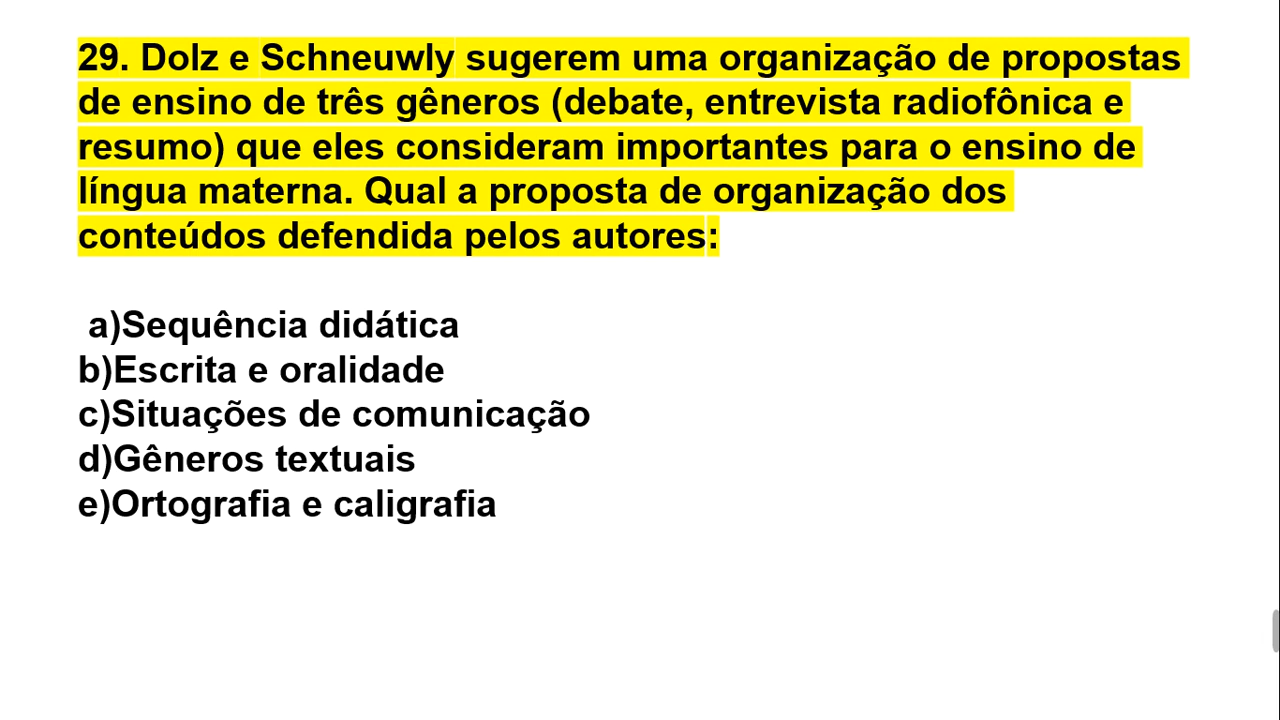 29. Dolz e Schneuwly sugerem uma organização de propostas
de ensino de três gêneros (debate, entrevista radiofônica e
resumo) que eles consideram importantes para o ensino de
língua materna. Qual a proposta de organização dos
conteúdos defendida pelos autores:
a)Sequência didática
b)Escrita e oralidade
c)Situações de comunicação
d)Gêneros textuais
e)Ortografia e caligrafia